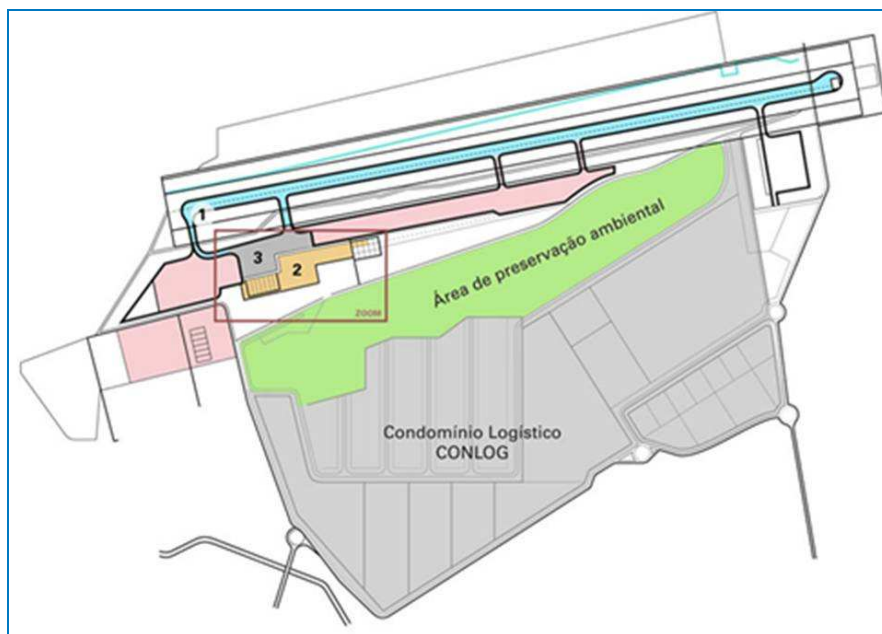 1
3
2
ZOOM
Área de preservação ambiental
Condomínio Logístico
CONLOG